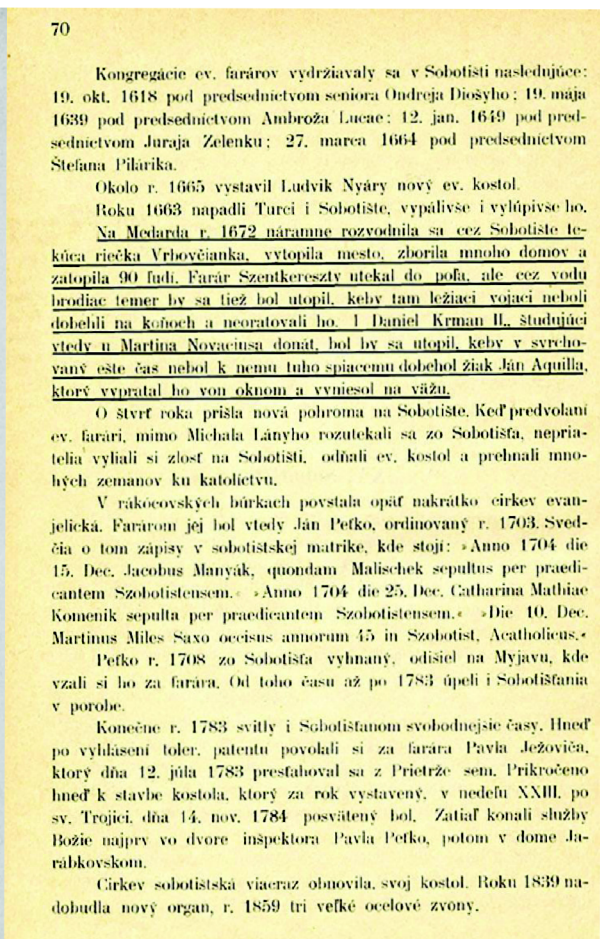 70
Kongregácie ev. farárov vydržiavaly sa v Sobotišti naslednjúce:
19. okt. 1618 pod predsedníctvom seniora Ondreja Diošyho; 19. mája
1639 pod predsedníctvom Ambroža Lucae; 12. jan. 1649 pod pred-
sedníctvom Juraja Zelenku; 27. marca 1664 pod predsedníctvom
Štefana Pilárika.
Okolo r. 1665 vystavil Ludvik Nyáry nový ev. kostol.
Roku 1663 napadli Turci i Sobotište, vypálivše i vylúpivše ho.
Na Medarda r. 1672 náramne rozvodnila sa cez Sobotište te-
kúca riečka Vrbovčianka, vytopila mesto, zborila mnoho domov a
zatopila 90 ľudí. Farár Szentkereszty utekal do poľa, ale cez vodu
brodiac temer by sa tiež bol utopil, keby tam ležiaci vojaci neboli
dobehli na koňoch a neoratovali ho. I Daniel Krman II., študujúci
vtedy u Martina Novaciusa donát, bol by sa utopil, keby v svrcho-
vaný ešte čas nebol k nemu tuho spiacemu dobehol žiak Ján Aquilla,
ktorý vypratal ho von oknom a vyniesol na väžu.
O štvrť roka prišla nová pohroma na Sobotište. Keď predvolaní
ev. farári, mimo Michala Lányho rozutekali sa zo Sobotišťa, nepria-
telia vyliali si zlosť na Sobotišti, odňali ev. kostol a prehnali mno-
hých zemanov ku katolíctvu.
V rákócovských búrkach povstala opäť nakrátko cirkev evan-
jelická. Farárom jej bol vtedy Ján Peťko, ordinovaný r. 1703. Sved-
čia o tom zápisy v sobotištskej matrike, kde stojí: »Anno 1704 die
15. Dec. Jacobus Manyák, quondam Malischek sepultus per praedi-
cantem Szobotistensem.« »Anno 1704 die 25. Dec. Catharina Mathiae
Komenik sepulta per praedicantem Szobotistensem.« »Die 10. Dec.
Martinus Miles Saxo occisus annorum 45 in Szobotist, Acatholicus.«
Peťko r. 1708 zo Sobotišťa vyhnaný, odišiel na Myjavu, kde
vzali si ho za farára. Od toho času až po 1783 úpeli i Sobotišťania
v porobe.
Konečne r. 1783 svitly i Sobotišťanom svobodnejšie časy. Hneď
po vyhlásení toler. patentu povolali si za farára Pavla Ježoviča,
ktorý dňa 12. júla 1783 presťahoval sa z Prietrže sem. Prikročeno
hneď k stavbe kostola, ktorý za rok vystavený, v nedeľu XXIII. po
sv. Trojici, dňa 14. nov. 1784 posvätený bol. Zatiaľ konali služby
Božie najprv vo dvore inšpektora Pavla Peťko, potom v dome Ja-
rábkovskom.
Cirkev sobotištská viacraz obnovila, svoj kostol. Roku 1839 na-
dobudla nový organ, r. 1859 tri veľké ocelové zvony.